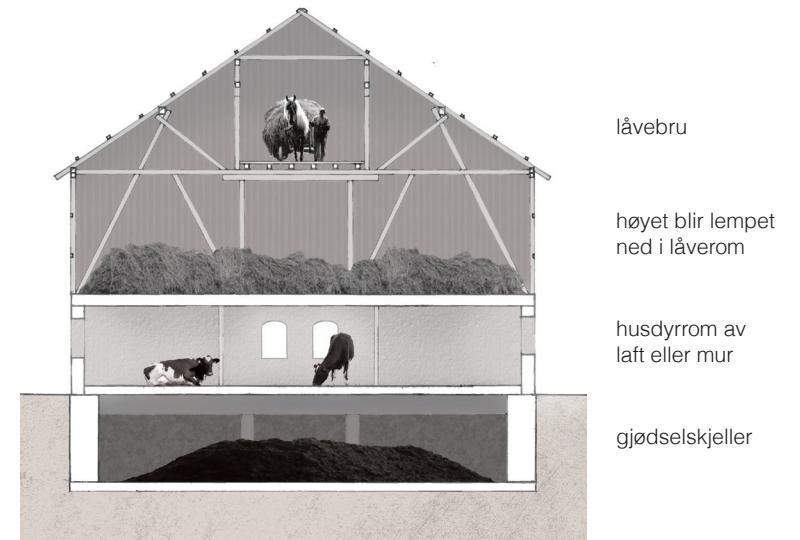 låvebru
høyet blir lempet
ned i låverom
husdyrrom av
laft eller mur
gjødselskjeller